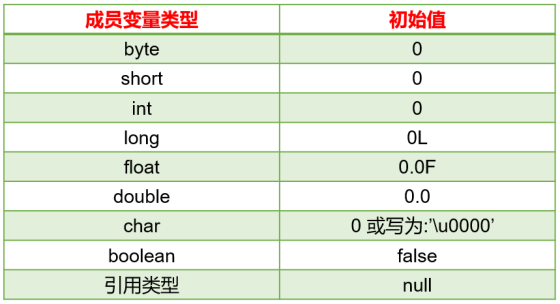 成员变量类型 初始值
byte 0
short 0
int 0
long 0L
float 0.0F
double 0.0
char 0 或写为:’\u0000’
boolean false
引用类型 null